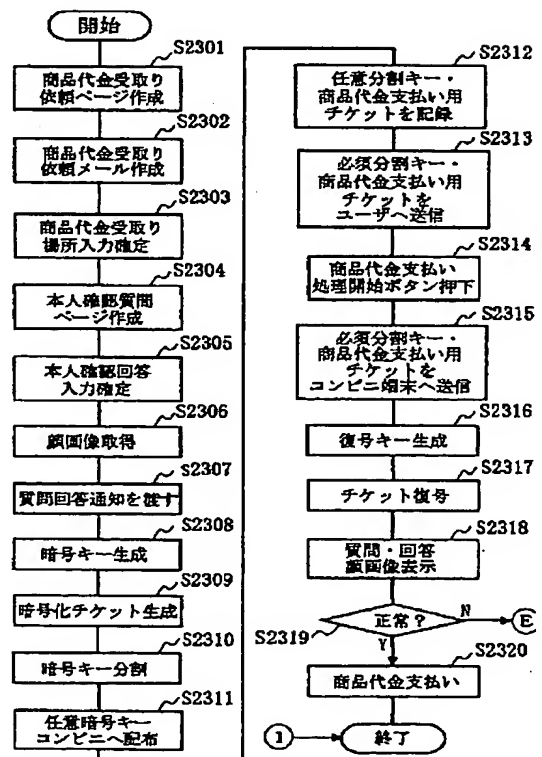 開始
S2301
商品代金受取り
依頼ページ作成
S2302
商品代金受取り
依頼メール作成
S2303
商品代金受取り
場所入力確定
S2304
本人確認質問
ページ作成
S2305
本人確認回答
入力確定
S2306
顔画像取得
S2307
質問回答通知を渡す
S2308
暗号キー生成
S2309
暗号化チケット生成
S2310
暗号キー分割
S2311
任意暗号キー
コンビニへ配布
S2312
任意分割キー・
商品代金支払い用
チケットを記録
S2313
必須分割キー・
商品代金支払い用
チケットを
ユーザへ送信
S2314
商品代金支払い
処理開始ボタン押下
S2315
必須分割キー・
商品代金支払い用
チケットを
コンビニ端末へ送信
S2316
復号キー生成
S2317
チケット復号
S2318
質問・回答
顔画像表示
正常?
N
E
S2319
Y
S2320
商品代金支払い
1
終了